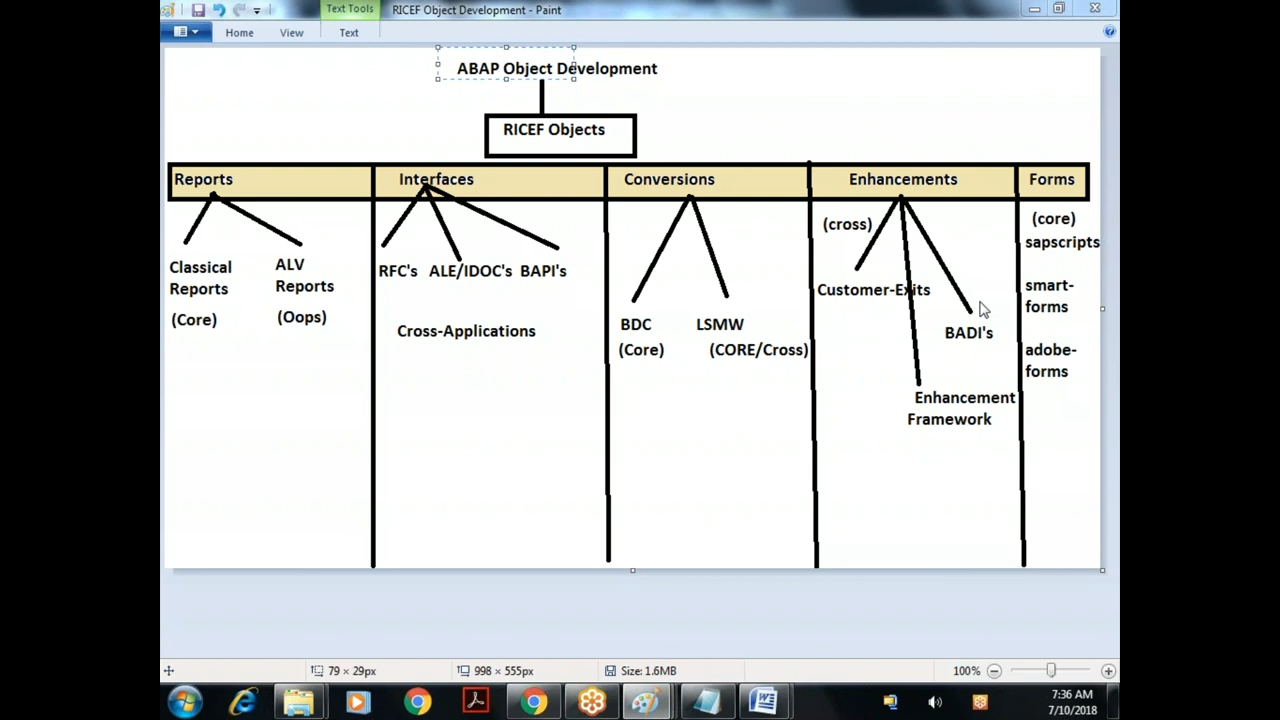 Text Tools
RICEF Object Development - Paint
Home View Text
ABAP Object Development
RICEF Objects
Reports
Interfaces
Conversions
Enhancements
Forms
Classical
Reports
(Core)
ALV
Reports
(Oops)
RFC's ALE/IDOC's BAPI's
Cross-Applications
BDC
(Core)
LSMW
(CORE/Cross)
(cross)
Customer-Exits
BADI's
Enhancement
Framework
(core)
sapscripts
smart-
forms
adobe-
forms
79 × 29px
998 × 555px
Size: 1.6MB
100%
7:36 AM
7/10/2018